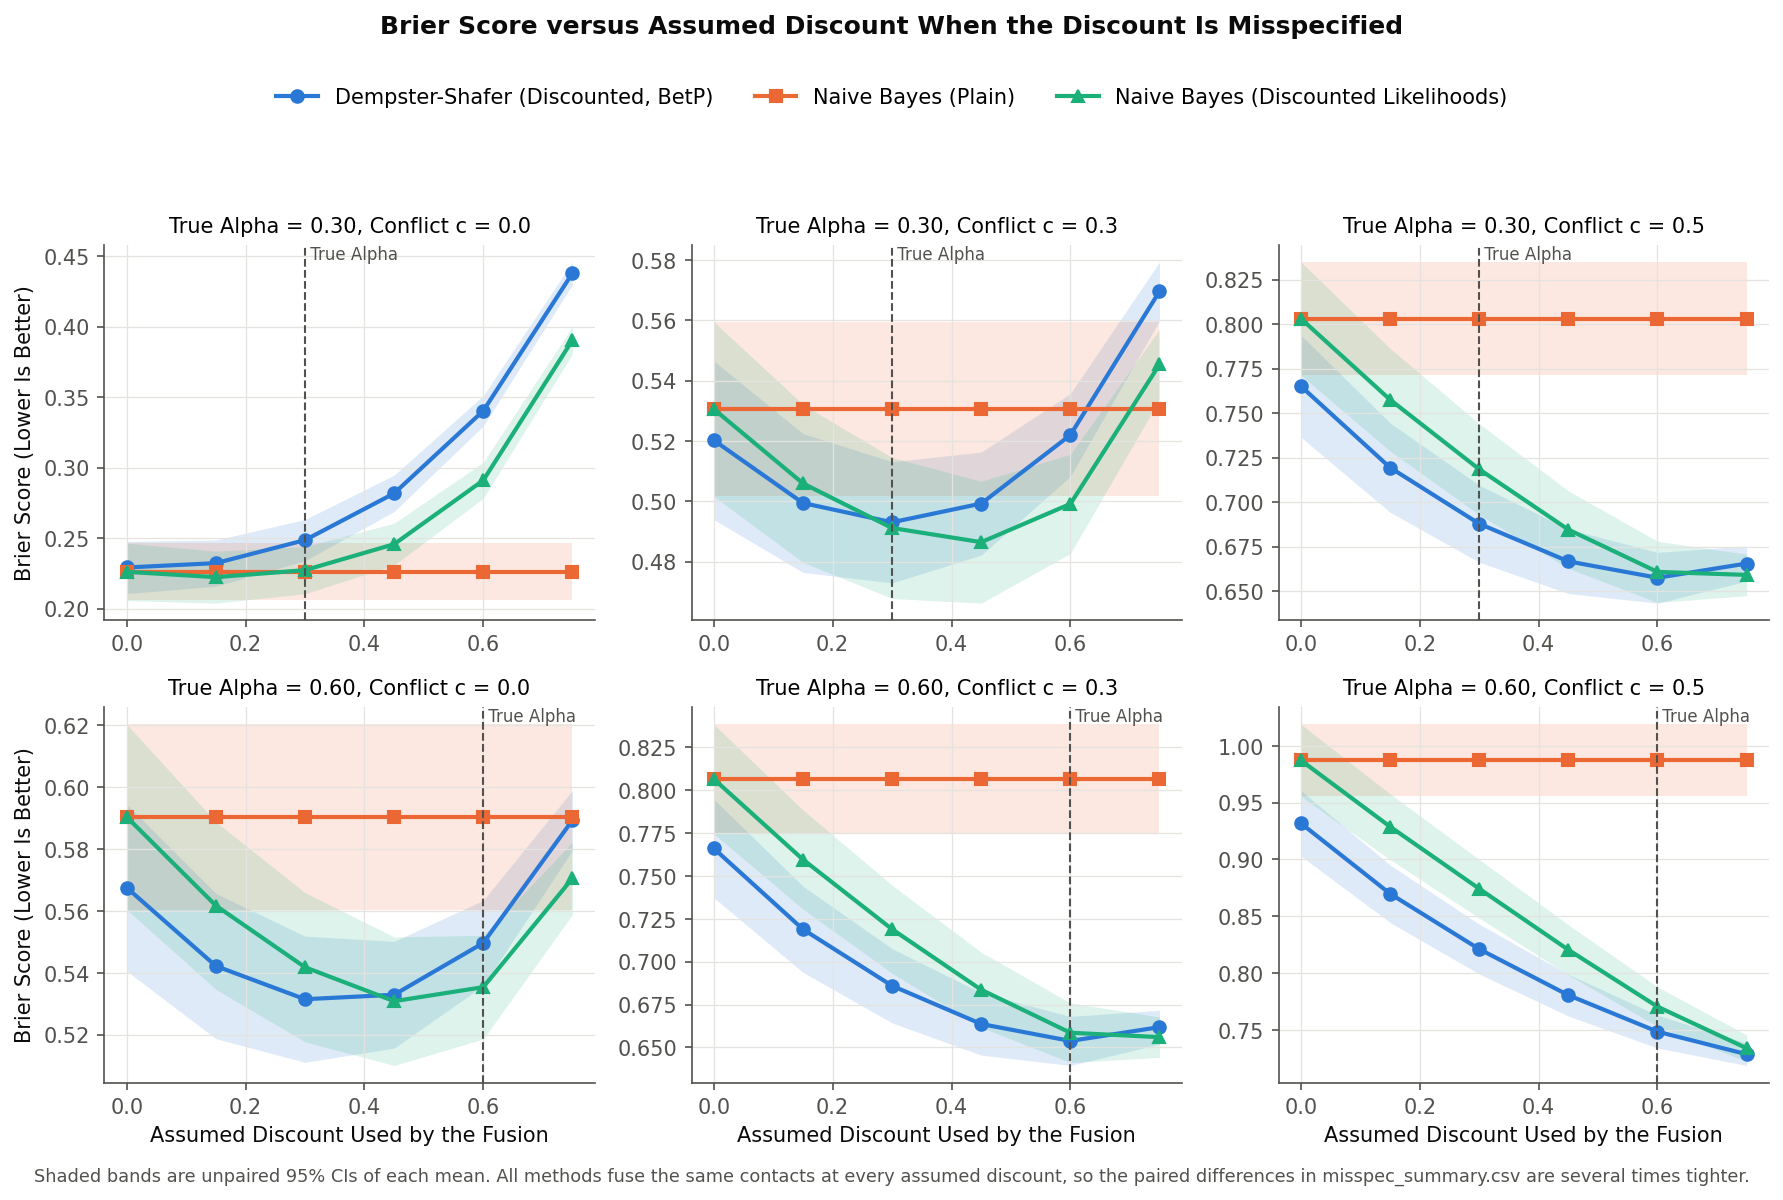 Brier Score versus Assumed Discount When the Discount Is Misspecified
Dempster-Shafer (Discounted, BetP)
Naive Bayes (Plain)
Naive Bayes (Discounted Likelihoods)
True Alpha = 0.30, Conflict c = 0.0
True Alpha
Brier Score (Lower Is Better)
0.45
0.40
0.35
0.30
0.25
0.20
0.0 0.2 0.4 0.6
True Alpha = 0.30, Conflict c = 0.3
True Alpha
0.58
0.56
0.54
0.52
0.50
0.48
0.0 0.2 0.4 0.6
True Alpha = 0.30, Conflict c = 0.5
True Alpha
0.825
0.800
0.775
0.750
0.725
0.700
0.675
0.650
0.0 0.2 0.4 0.6
True Alpha = 0.60, Conflict c = 0.0
True Alpha
Brier Score (Lower Is Better)
0.62
0.60
0.58
0.56
0.54
0.52
0.0 0.2 0.4 0.6
Assumed Discount Used by the Fusion
True Alpha = 0.60, Conflict c = 0.3
True Alpha
0.825
0.800
0.775
0.750
0.725
0.700
0.675
0.650
0.0 0.2 0.4 0.6
Assumed Discount Used by the Fusion
True Alpha = 0.60, Conflict c = 0.5
True Alpha
1.00
0.95
0.90
0.85
0.80
0.75
0.0 0.2 0.4 0.6
Assumed Discount Used by the Fusion
Shaded bands are unpaired 95% CIs of each mean. All methods fuse the same contacts at every assumed discount, so the paired differences in misspec_summary.csv are several times tighter.